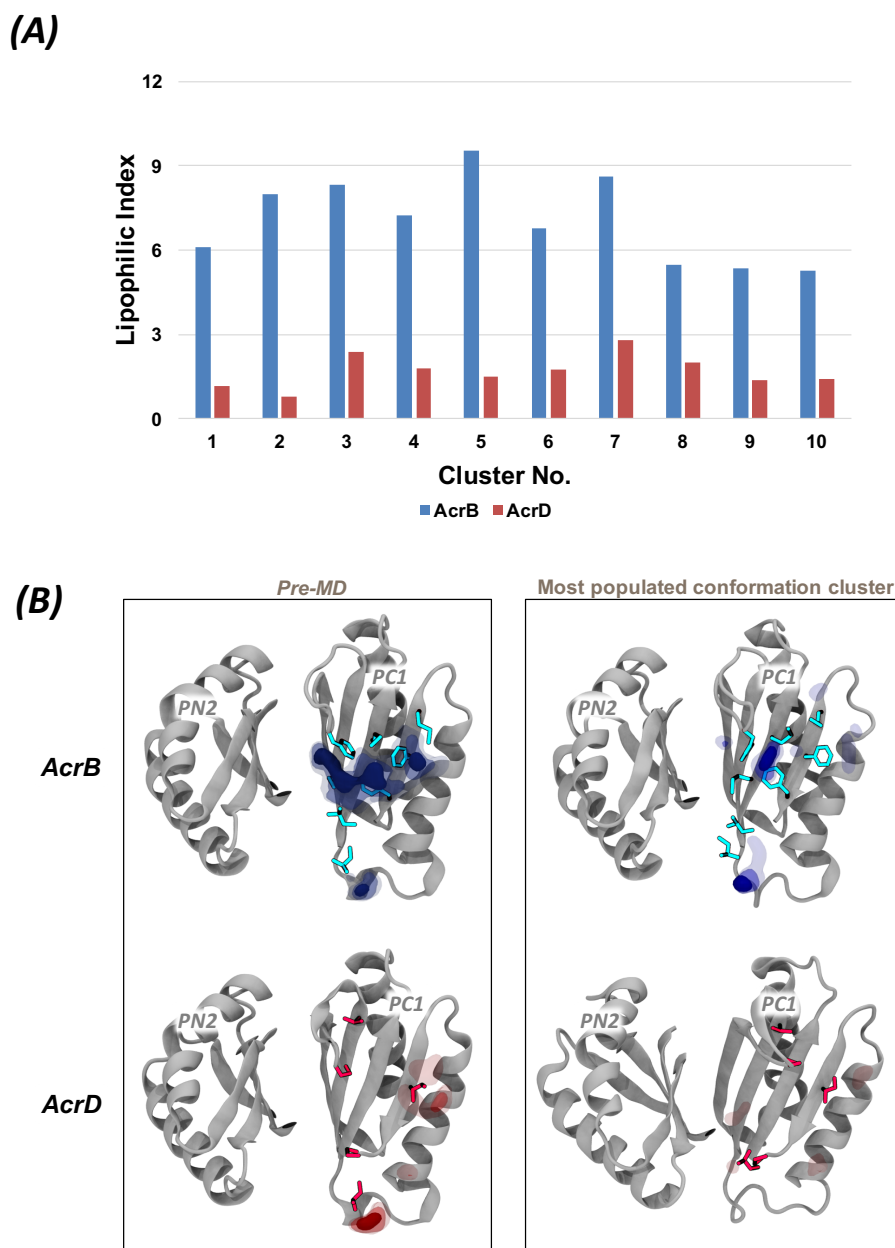 (A)
12
9
6
3
0
Lipophilic Index
1 2 3 4 5 6 7 8 9 10
Cluster No.
AcrB AcrD
(B)
Pre-MD
Most populated conformation cluster
AcrB
PN2
PC1
PN2
PC1
AcrD
PN2
PC1
PN2
PC1